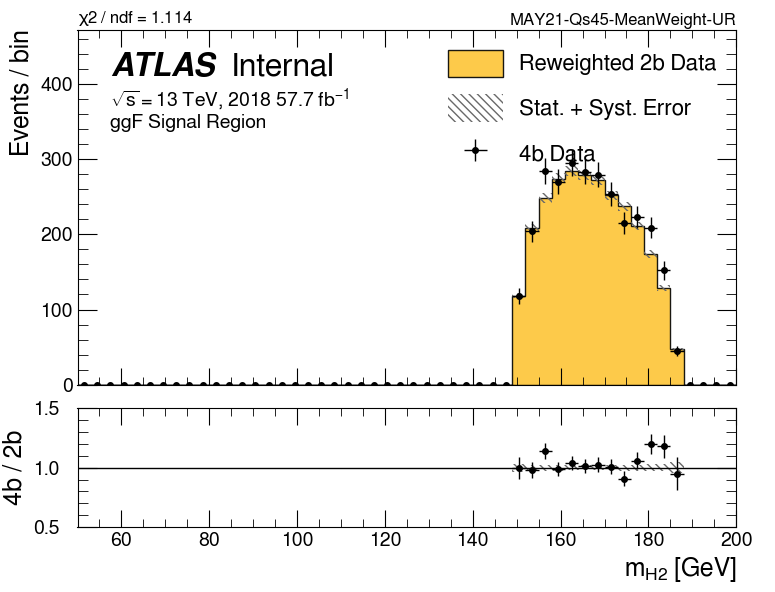 χ2 / ndf = 1.114
MAY21-Qs45-MeanWeight-UR
ATLAS Internal
√s = 13 TeV, 2018 57.7 fb⁻¹
ggF Signal Region
Reweighted 2b Data
Stat. + Syst. Error
4b Data
Events / bin
400
300
200
100
0
4b / 2b
1.5
1.0
0.5
60 80 100 120 140 160 180 200
m_H2 [GeV]